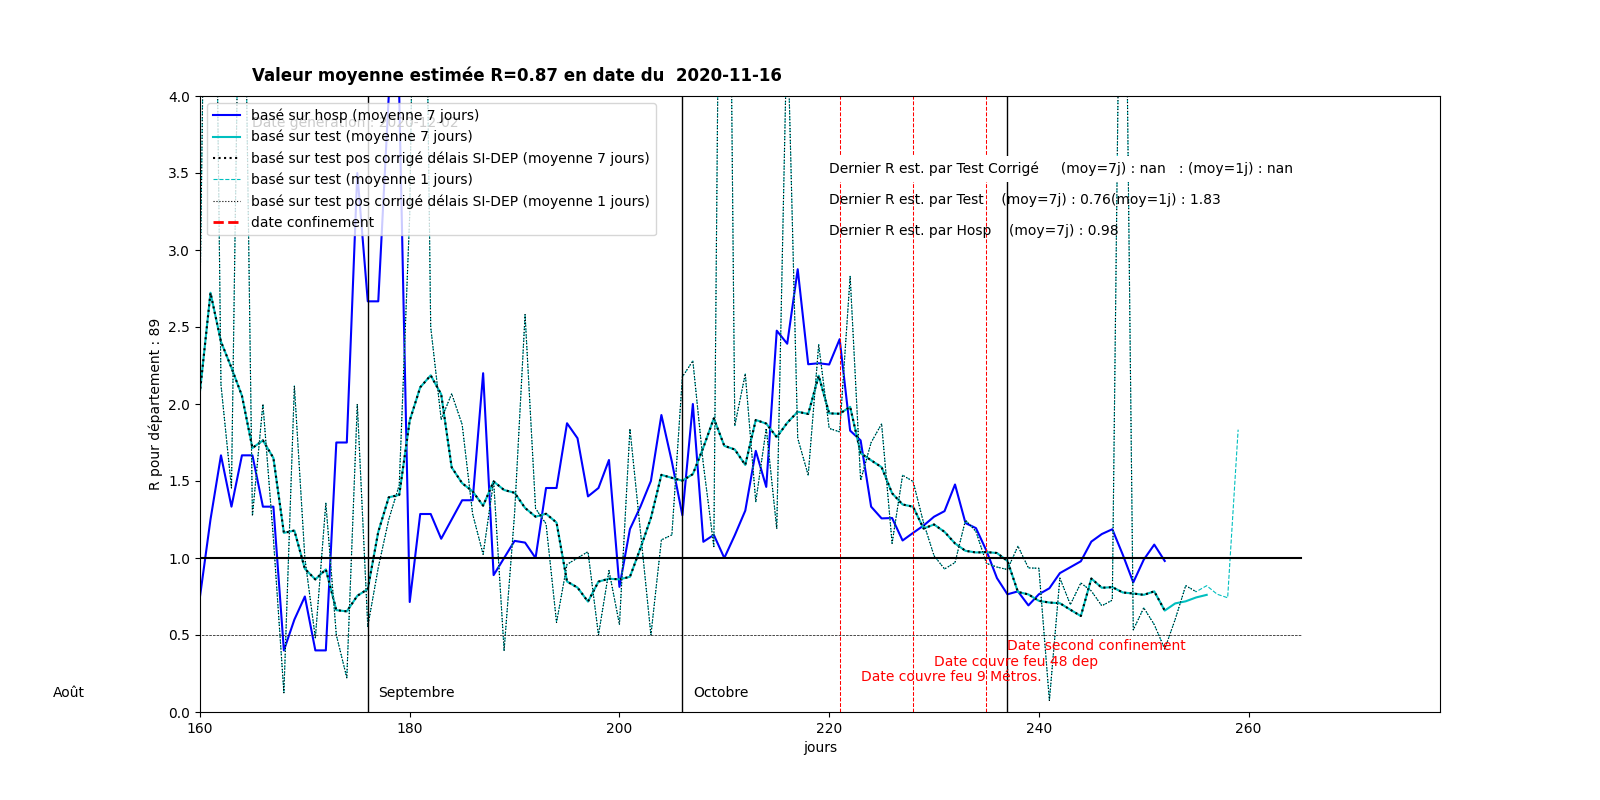 Valeur moyenne estimée R=0.87 en date du  2020-11-16
4.0
3.5
3.0
2.5
2.0
1.5
1.0
0.5
0.0
R pour département : 89
Date génération : 2020-12-02
basé sur hosp (moyenne 7 jours)
basé sur test (moyenne 7 jours)
basé sur test pos corrigé délais SI-DEP (moyenne 7 jours)
basé sur test (moyenne 1 jours)
basé sur test pos corrigé délais SI-DEP (moyenne 1 jours)
date confinement
Dernier R est. par Test Corrigé     (moy=7j) : nan   : (moy=1j) : nan
Dernier R est. par Test    (moy=7j) : 0.76(moy=1j) : 1.83
Dernier R est. par Hosp    (moy=7j) : 0.98
Date second confinement
Date couvre feu 48 dep
Date couvre feu 9 Métros.
Août
Septembre
Octobre
160 180 200 220 240 260
jours